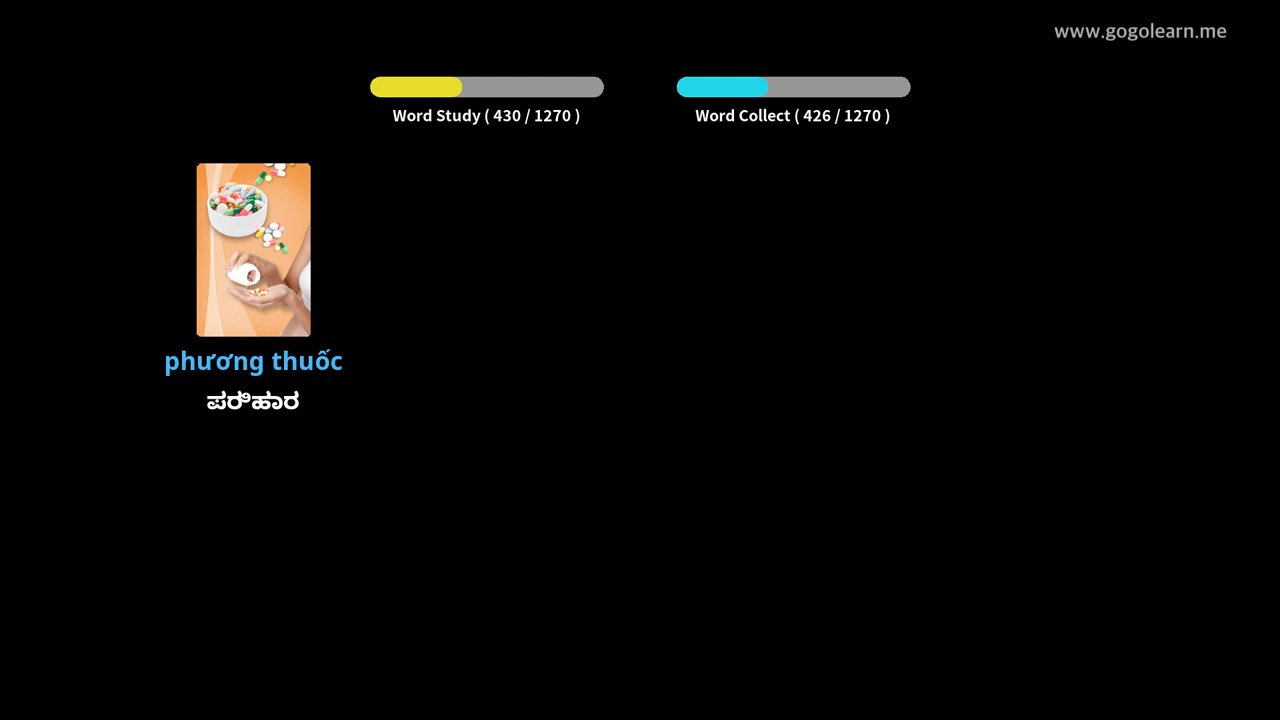 www.gogolearn.me
Word Study ( 430 / 1270 )
Word Collect ( 426 / 1270 )
phương thuốc
ಪರಿಹಾರ